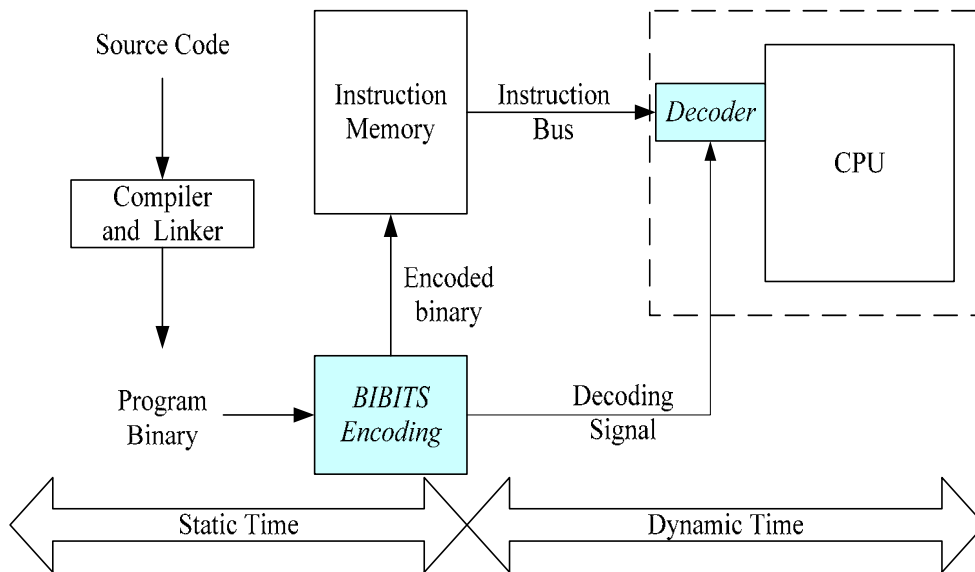 Source Code
Compiler
and Linker
Program
Binary
Instruction
Memory
Encoded
binary
BIBITS
Encoding
Instruction
Bus
Decoder
CPU
Decoding
Signal
Static Time
Dynamic Time